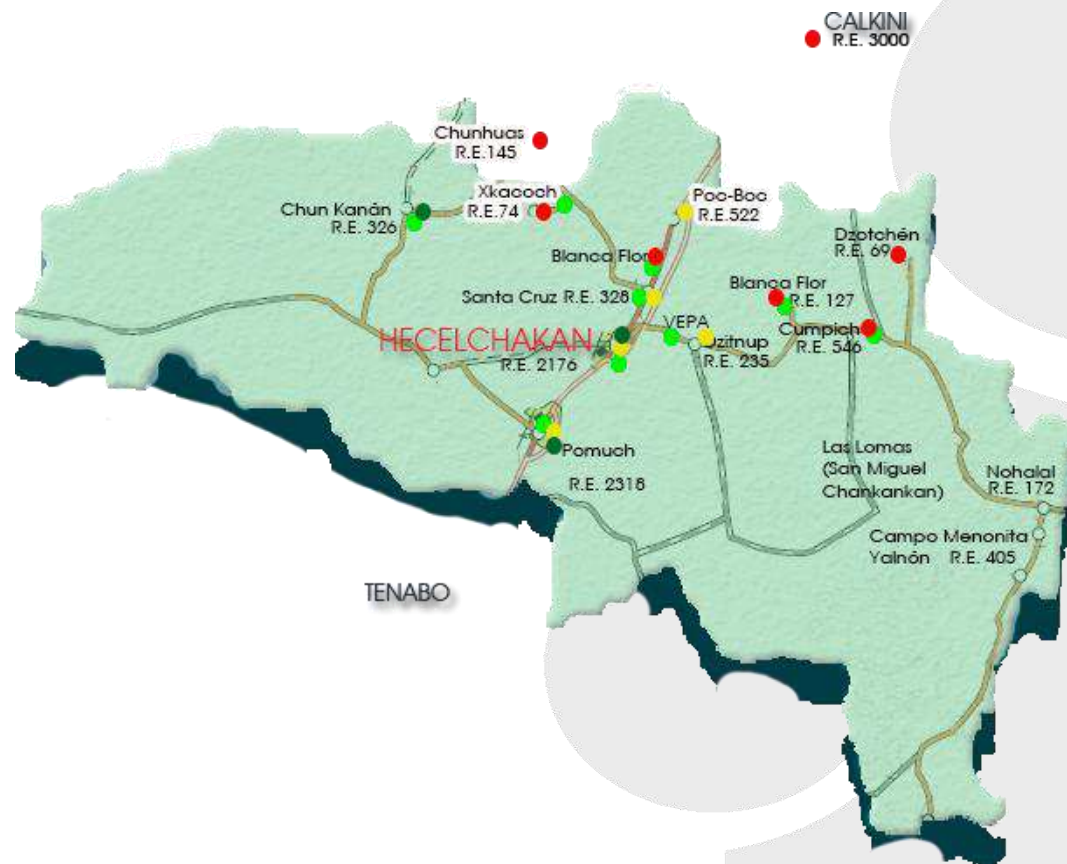 CALKINI
R.E. 3000
Chunhuas
R.E.145
Xkacoch
R.E.74
Poc-Boc
R.E.522
Chun Kanán
R.E. 326
Dzotchén
R.E. 69
Blanca Flor
Blanca Flor
R.E. 127
Santa Cruz R.E. 328
VEPA
Cumpich
R.E. 546
HECELCHAKAN
R.E. 2176
Dzitnup
R.E. 235
Pomuch
R.E. 2318
Las Lomas
(San Miguel
Chankankan)
Nohalal
R.E. 172
Campo Menonita
Yalnón R.E. 405
TENABO